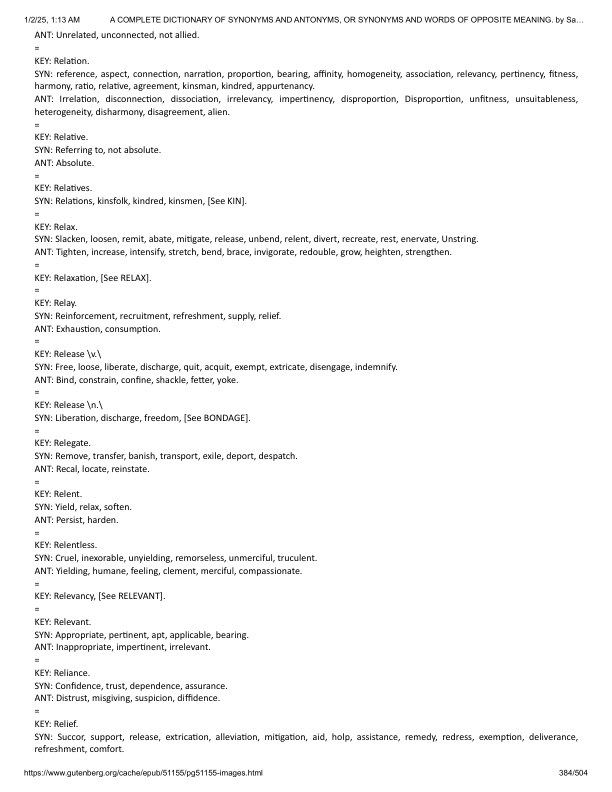 1/2/25, 1:13 AM A COMPLETE DICTIONARY OF SYNONYMS AND ANTONYMS, OR SYNONYMS AND WORDS OF OPPOSITE MEANING. by Sa…
ANT: Unrelated, unconnected, not allied.
=
KEY: Relation.
SYN: reference, aspect, connection, narration, proportion, bearing, affinity, homogeneity, association, relevancy, pertinency, fitness,
harmony, ratio, relative, agreement, kinsman, kindred, appurtenancy.
ANT: Irrelation, disconnection, dissociation, irrelevancy, impertinency, disproportion, Disproportion, unfitness, unsuitableness,
heterogeneity, disharmony, disagreement, alien.
=
KEY: Relative.
SYN: Referring to, not absolute.
ANT: Absolute.
=
KEY: Relatives.
SYN: Relations, kinsfolk, kindred, kinsmen, [See KIN].
=
KEY: Relax.
SYN: Slacken, loosen, remit, abate, mitigate, release, unbend, relent, divert, recreate, rest, enervate, Unstring.
ANT: Tighten, increase, intensify, stretch, bend, brace, invigorate, redouble, grow, heighten, strengthen.
=
KEY: Relaxation, [See RELAX].
=
KEY: Relay.
SYN: Reinforcement, recruitment, refreshment, supply, relief.
ANT: Exhaustion, consumption.
=
KEY: Release \v.\
SYN: Free, loose, liberate, discharge, quit, acquit, exempt, extricate, disengage, indemnify.
ANT: Bind, constrain, confine, shackle, fetter, yoke.
=
KEY: Release \n.\
SYN: Liberation, discharge, freedom, [See BONDAGE].
=
KEY: Relegate.
SYN: Remove, transfer, banish, transport, exile, deport, despatch.
ANT: Recal, locate, reinstate.
=
KEY: Relent.
SYN: Yield, relax, soften.
ANT: Persist, harden.
=
KEY: Relentless.
SYN: Cruel, inexorable, unyielding, remorseless, unmerciful, truculent.
ANT: Yielding, humane, feeling, clement, merciful, compassionate.
=
KEY: Relevancy, [See RELEVANT].
=
KEY: Relevant.
SYN: Appropriate, pertinent, apt, applicable, bearing.
ANT: Inappropriate, impertinent, irrelevant.
=
KEY: Reliance.
SYN: Confidence, trust, dependence, assurance.
ANT: Distrust, misgiving, suspicion, diffidence.
=
KEY: Relief.
SYN: Succor, support, release, extrication, alleviation, mitigation, aid, holp, assistance, remedy, redress, exemption, deliverance,
refreshment, comfort.
https://www.gutenberg.org/cache/epub/51155/pg51155-images.html 384/504